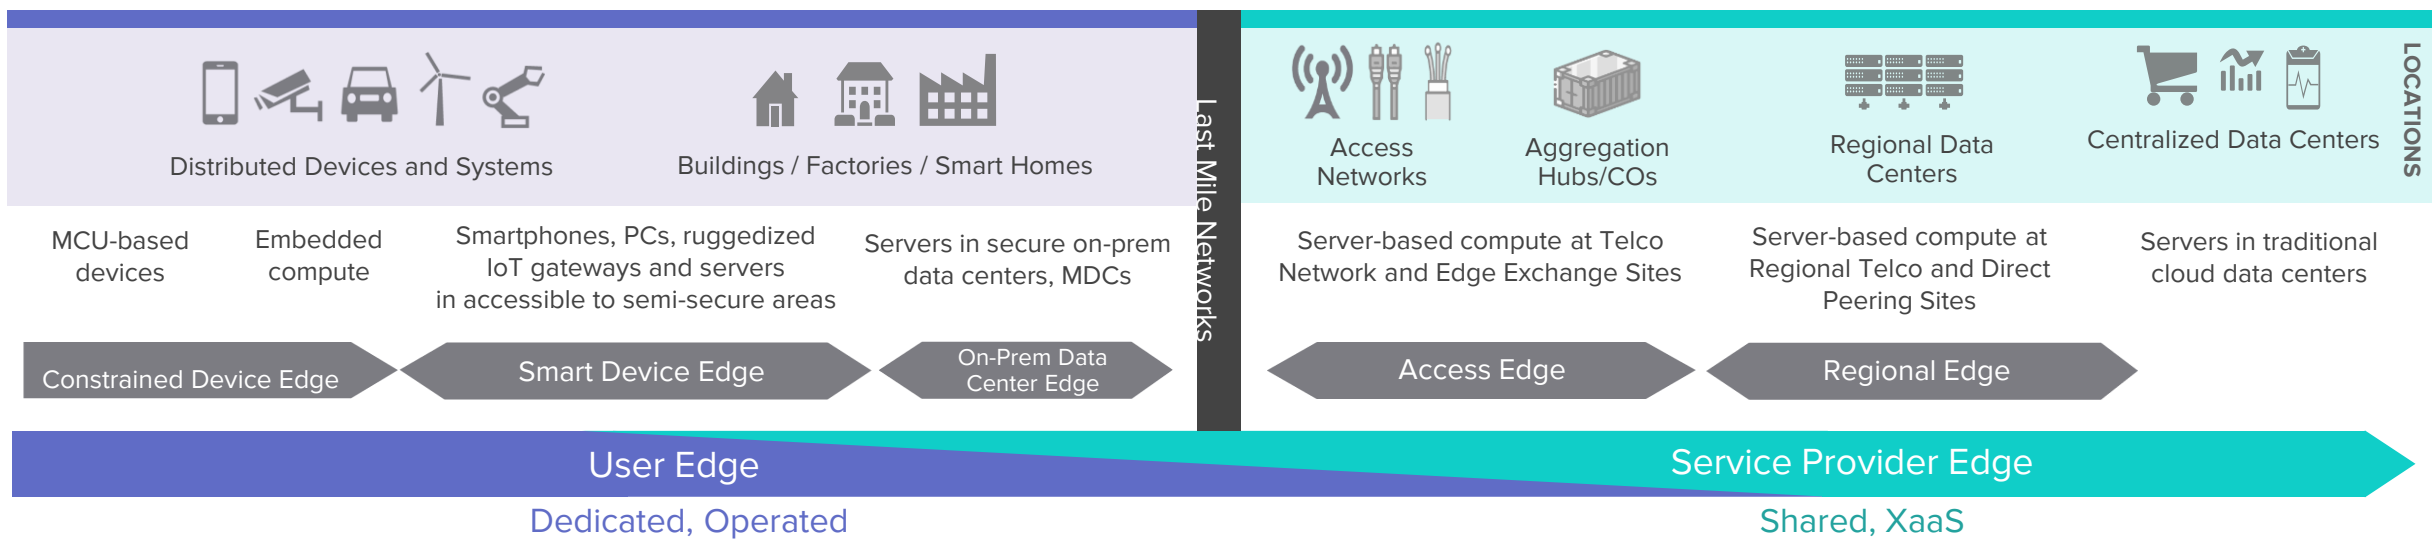 Distributed Devices and Systems
Buildings / Factories / Smart Homes
Last Mile Networks
Access
Networks
Aggregation
Hubs/COs
Regional Data
Centers
Centralized Data Centers
LOCATIONS
MCU-based
devices
Embedded
compute
Smartphones, PCs, ruggedized
IoT gateways and servers
in accessible to semi-secure areas
Servers in secure on-prem
data centers, MDCs
Server-based compute at Telco
Network and Edge Exchange Sites
Server-based compute at
Regional Telco and Direct
Peering Sites
Servers in traditional
cloud data centers
Constrained Device Edge
Smart Device Edge
On-Prem Data
Center Edge
Access Edge
Regional Edge
User Edge
Service Provider Edge
Dedicated, Operated
Shared, XaaS